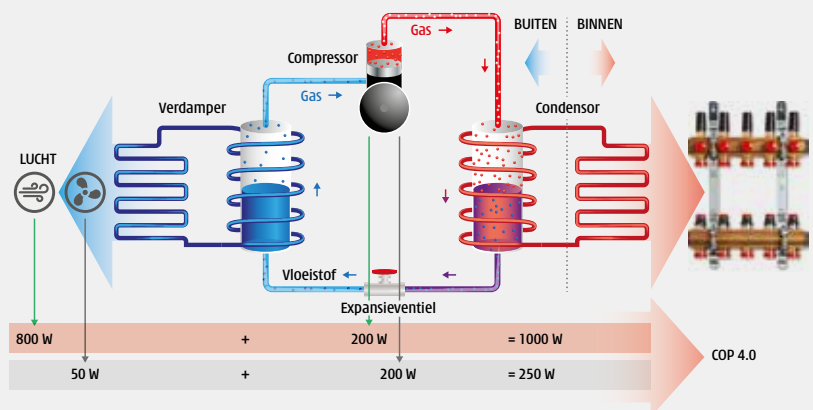 BUITEN
BINNEN
Gas
Compressor
Gas
Verdamper
Condensor
LUCHT
Vloeistof
Expansieventiel
800 W + 200 W = 1000 W
COP 4.0
50 W + 200 W = 250 W